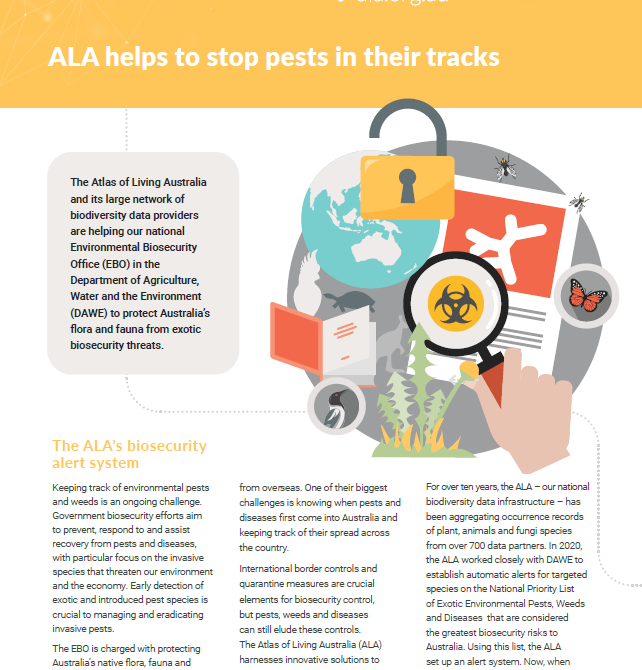 ALA helps to stop pests in their tracks
The Atlas of Living Australia
and its large network of
biodiversity data providers
are helping our national
Environmental Biosecurity
Office (EBO) in the
Department of Agriculture,
Water and the Environment
(DAWE) to protect Australia's
flora and fauna from exotic
biosecurity threats.
The ALA's biosecurity
alert system
Keeping track of environmental pests
and weeds is an ongoing challenge.
Government biosecurity efforts aim
to prevent, respond to and assist
recovery from pests and diseases,
with particular focus on the invasive
species that threaten our environment
and the economy. Early detection of
exotic and introduced pest species is
crucial to managing and eradicating
invasive pests.
The EBO is charged with protecting
Australia's native flora, fauna and
from overseas. One of their biggest
challenges is knowing when pests and
diseases first come into Australia and
keeping track of their spread across
the country.
International border controls and
quarantine measures are crucial
elements for biosecurity control,
but pests, weeds and diseases
can still elude these controls.
The Atlas of Living Australia (ALA)
harnesses innovative solutions to
For over ten years, the ALA – our national
biodiversity data infrastructure – has
been aggregating occurrence records
of plant, animals and fungi species
from over 700 data partners. In 2020,
the ALA worked closely with DAWE to
establish automatic alerts for targeted
species on the National Priority List
of Exotic Environmental Pests, Weeds
and Diseases that are considered
the greatest biosecurity risks to
Australia. Using this list, the ALA
set up an alert system. Now, when